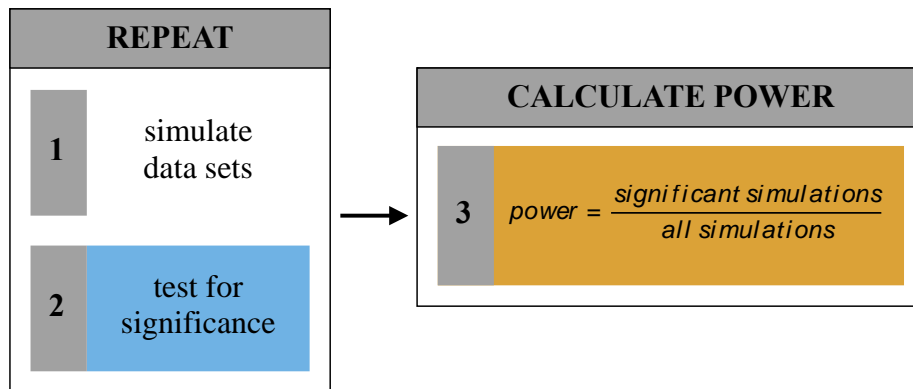 REPEAT
1
simulate
data sets
2
test for
significance
CALCULATE POWER
3
power = significant simulations
all simulations